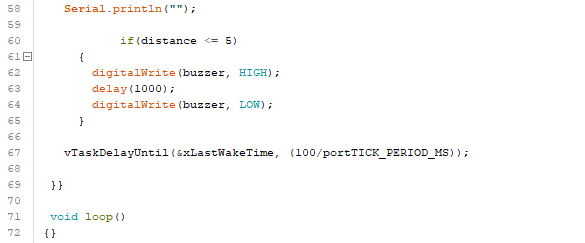 58 Serial.println("");
59
60 if(distance <= 5)
61 {
62 digitalWrite(buzzer, HIGH);
63 delay(1000);
64 digitalWrite(buzzer, LOW);
65 }
66
67 vTaskDelayUntil(&xLastWakeTime, (100/portTICK_PERIOD_MS));
68
69 }}
70
71 void loop()
72 {}